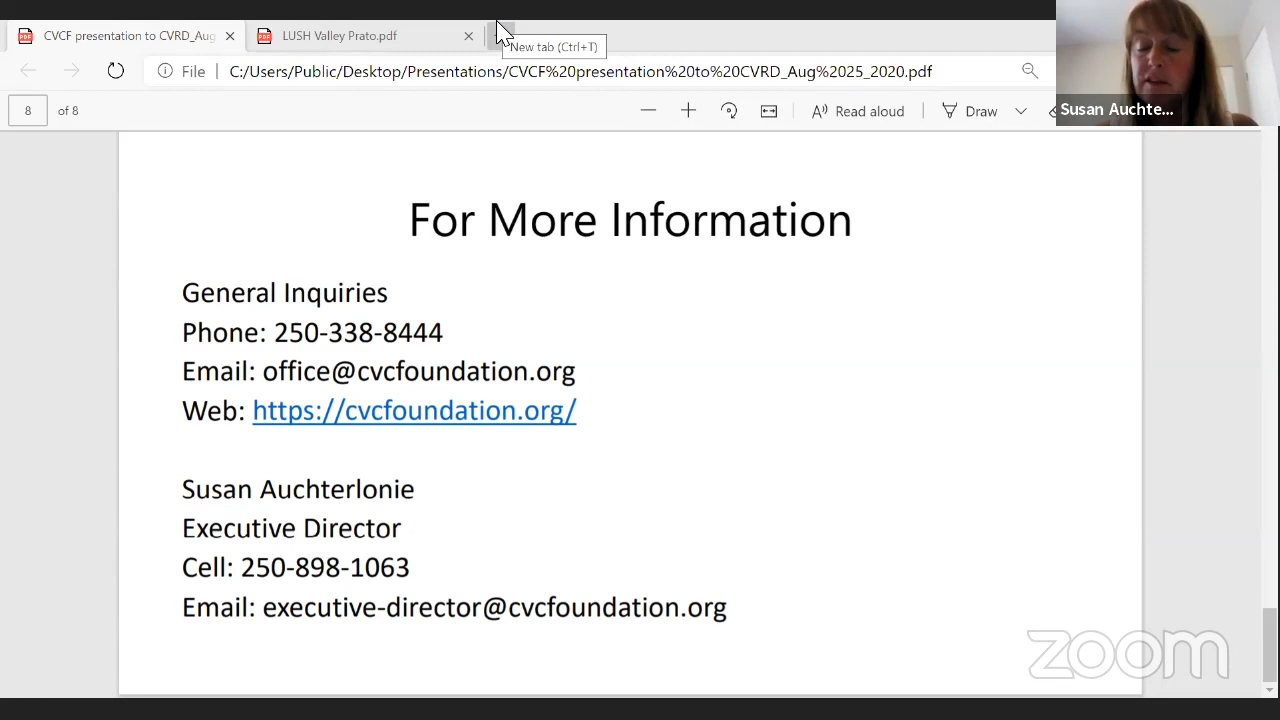 CVCF presentation to CVRD_Aug
LUSH Valley Prato.pdf
New tab (Ctrl+T)
File
C:/Users/Public/Desktop/Presentations/CVCF%20presentation%20to%20CVRD_Aug%2025_2020.pdf
8 of 8
Read aloud
Draw
Susan Auchte...
For More Information
General Inquiries
Phone: 250-338-8444
Email: office@cvcfoundation.org
Web: https://cvcfoundation.org/
Susan Auchterlonie
Executive Director
Cell: 250-898-1063
Email: executive-director@cvcfoundation.org
zoom